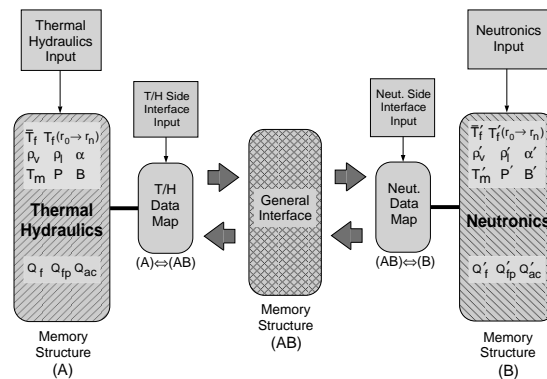 Thermal
Hydraulics
Input
T/H Side
Interface
Input
Neut. Side
Interface
Input
Neutronics
Input
T̄f Tf(r0→ rn)
ρv ρl α
Tm P B
Thermal
Hydraulics
Qf Qfp Qac
Memory
Structure
(A)
T/H
Data
Map
(A)⇔(AB)
General
Interface
Memory
Structure
(AB)
Neut.
Data
Map
(AB)⇔(B)
T̄′f T′f(r0→ rn)
ρ′v ρ′l α′
T′m P′ B′
Neutronics
Q′f Q′fp Q′ac
Memory
Structure
(B)